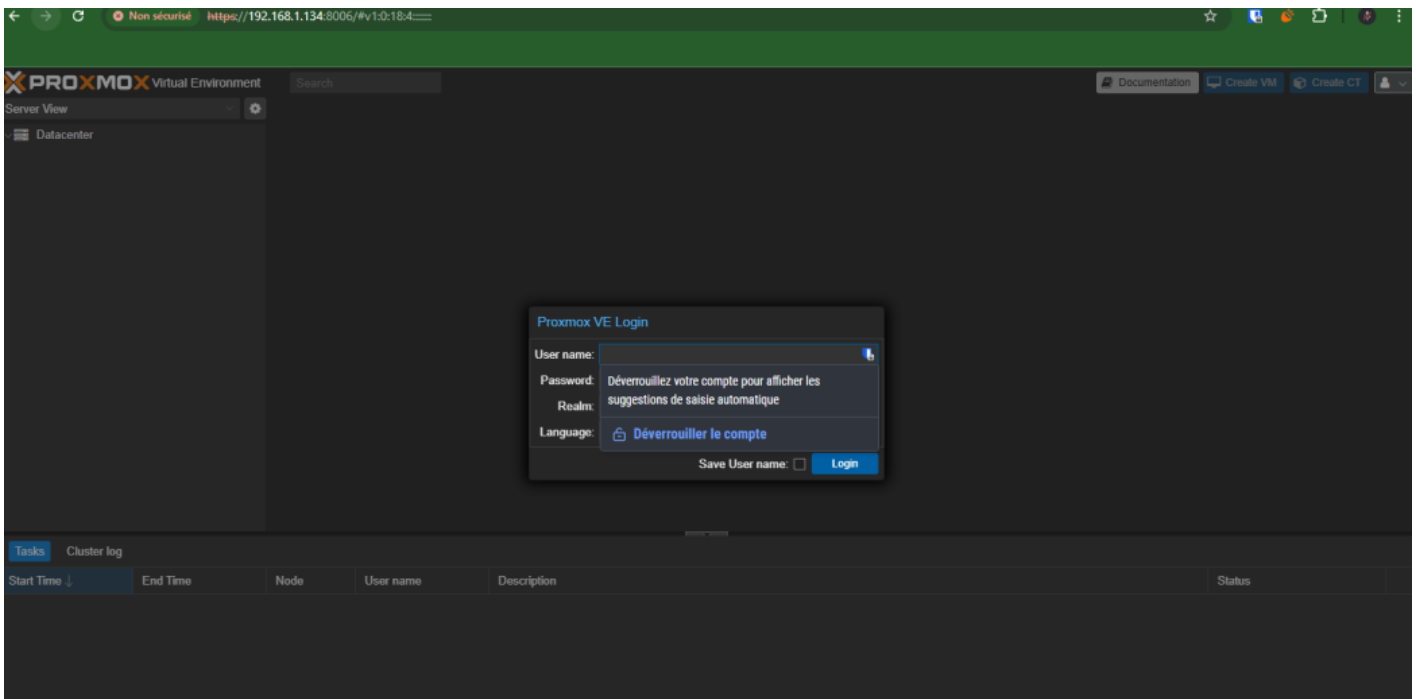 Non sécurisé https://192.168.1.134:8006/#v1:0:18:4:::::
PROXMOX Virtual Environment Search Documentation Create VM Create CT
Server View
Datacenter
Proxmox VE Login
User name:
Password:
Déverrouillez votre compte pour afficher les
suggestions de saisie automatique
Realm:
Language:
Déverrouiller le compte
Save User name: Login
Tasks Cluster log
Start Time End Time Node User name Description Status